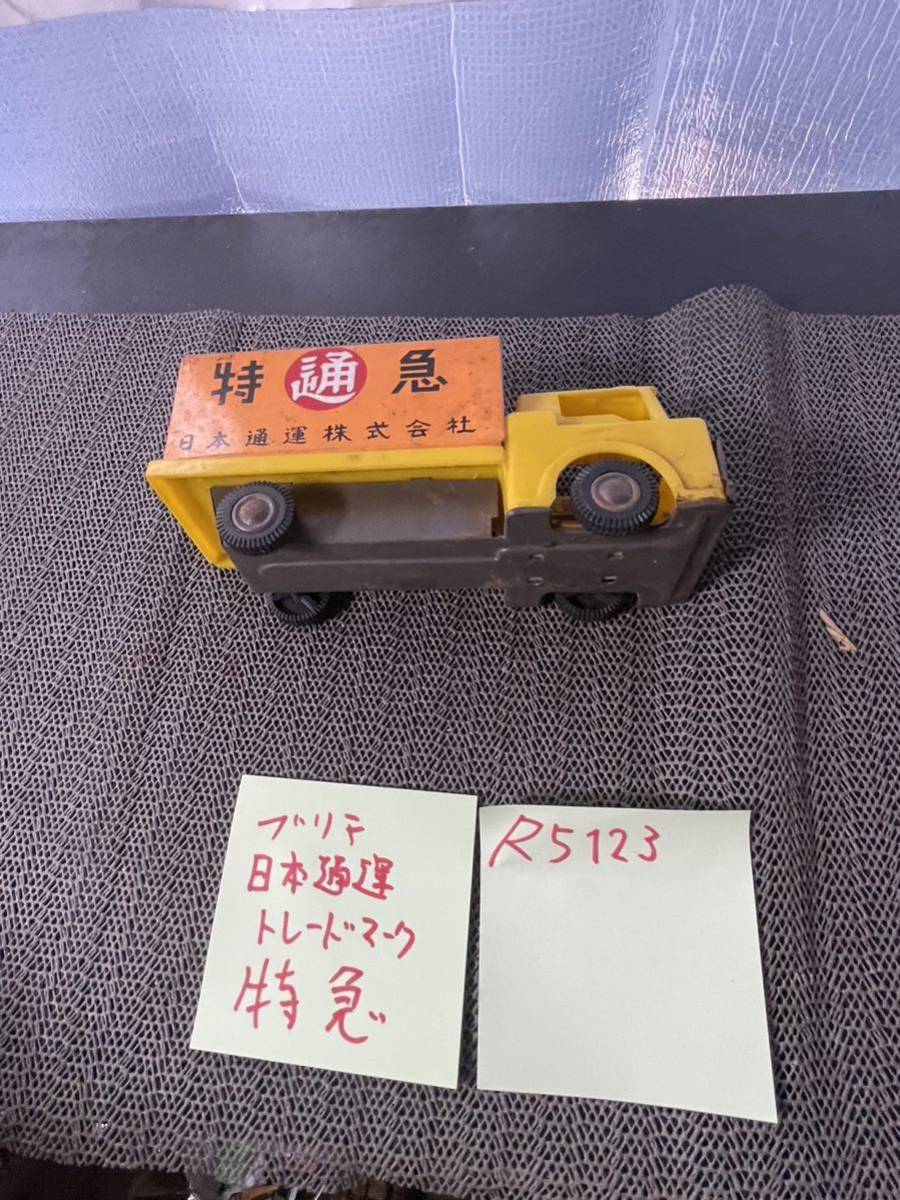 特 通 急
日本通運株式会社
ブリキ
日本通運
トレードマーク
特急
R5123